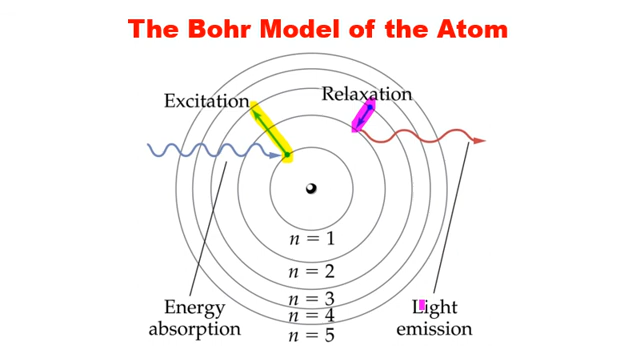 The Bohr Model of the Atom
Excitation
Relaxation
n = 1
n = 2
n = 3
n = 4
n = 5
Energy
absorption
Light
emission